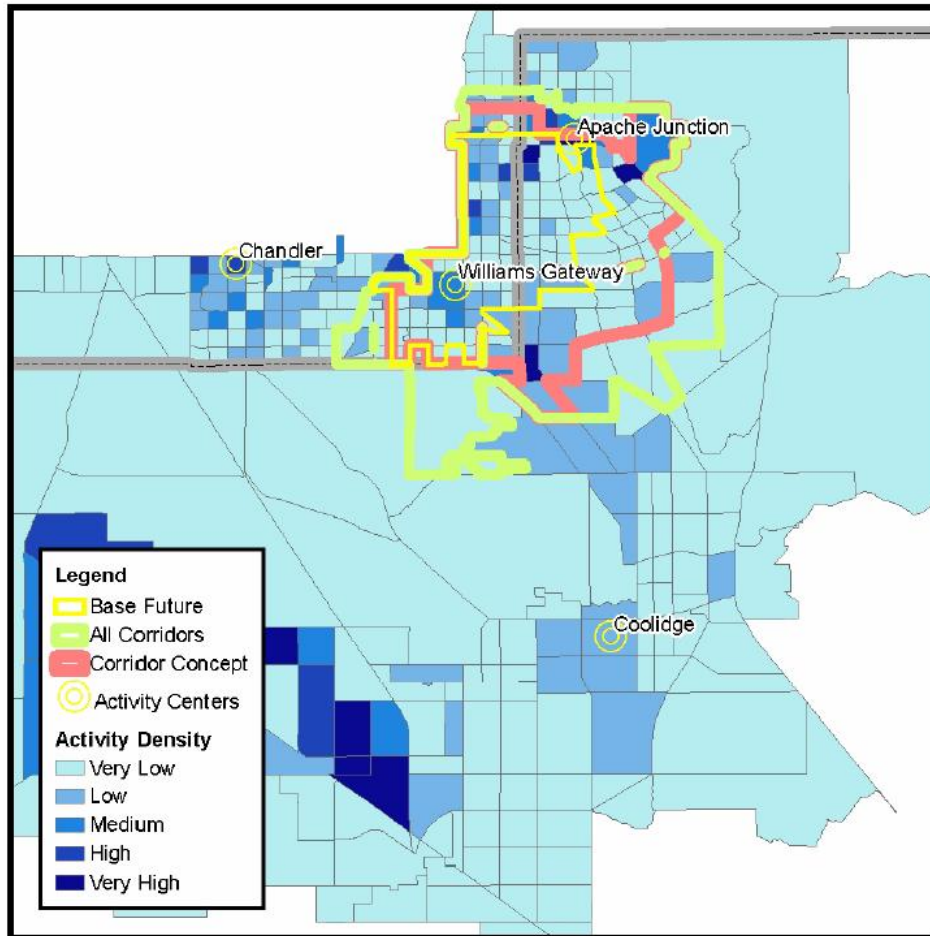 Apache Junction
Chandler
Williams Gateway
Coolidge
Legend
Base Future
All Corridors
Corridor Concept
Activity Centers
Activity Density
Very Low
Low
Medium
High
Very High